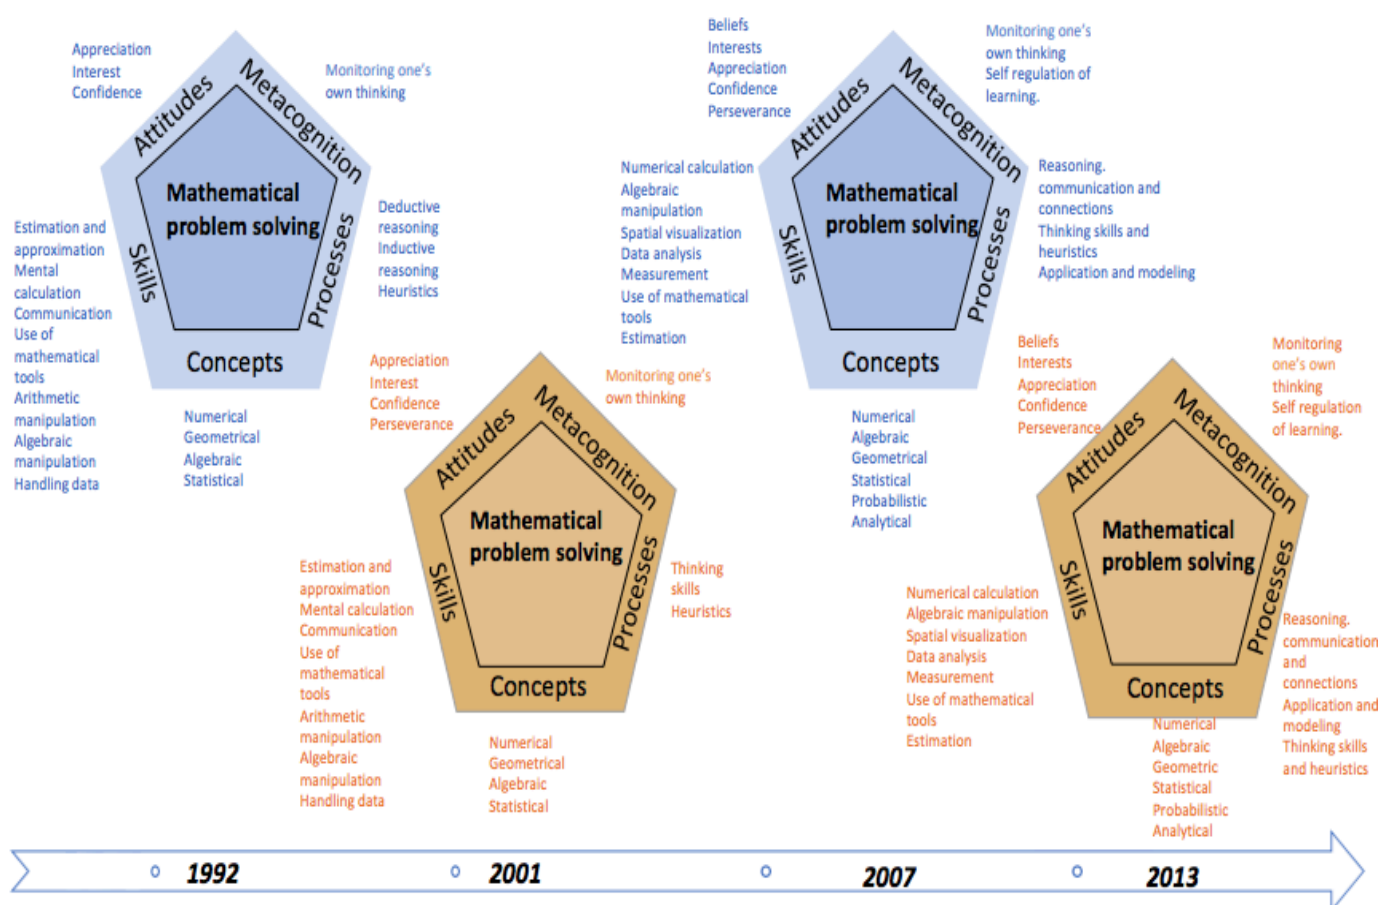 Appreciation
Interest
Confidence
Monitoring one's
own thinking
Attitudes
Metacognition
Mathematical
problem solving
Skills
Processes
Concepts
Estimation and
approximation
Mental
calculation
Communication
Use of
mathematical
tools
Arithmetic
manipulation
Algebraic
manipulation
Handling data
Deductive
reasoning
Inductive
reasoning
Heuristics
Numerical
Geometrical
Algebraic
Statistical
Appreciation
Interest
Confidence
Perseverance
Monitoring one's
own thinking
Attitudes
Metacognition
Mathematical
problem solving
Skills
Processes
Concepts
Estimation and
approximation
Mental calculation
Communication
Use of
mathematical
tools
Arithmetic
manipulation
Algebraic
manipulation
Handling data
Thinking
skills
Heuristics
Numerical
Geometrical
Algebraic
Statistical
Beliefs
Interests
Appreciation
Confidence
Perseverance
Monitoring one's
own thinking
Self regulation of
learning.
Attitudes
Metacognition
Mathematical
problem solving
Skills
Processes
Concepts
Numerical calculation
Algebraic
manipulation
Spatial visualization
Data analysis
Measurement
Use of mathematical
tools
Estimation
Reasoning.
communication and
connections
Thinking skills and
heuristics
Application and modeling
Numerical
Algebraic
Geometrical
Statistical
Probabilistic
Analytical
Beliefs
Interests
Appreciation
Confidence
Perseverance
Monitoring
one's own
thinking
Self regulation
of learning.
Attitudes
Metacognition
Mathematical
problem solving
Skills
Processes
Concepts
Numerical calculation
Algebraic manipulation
Spatial visualization
Data analysis
Measurement
Use of mathematical
tools
Estimation
Reasoning.
communication
and
connections
Application and
modeling
Thinking skills
and heuristics
Numerical
Algebraic
Geometric
Statistical
Probabilistic
Analytical
1992
2001
2007
2013